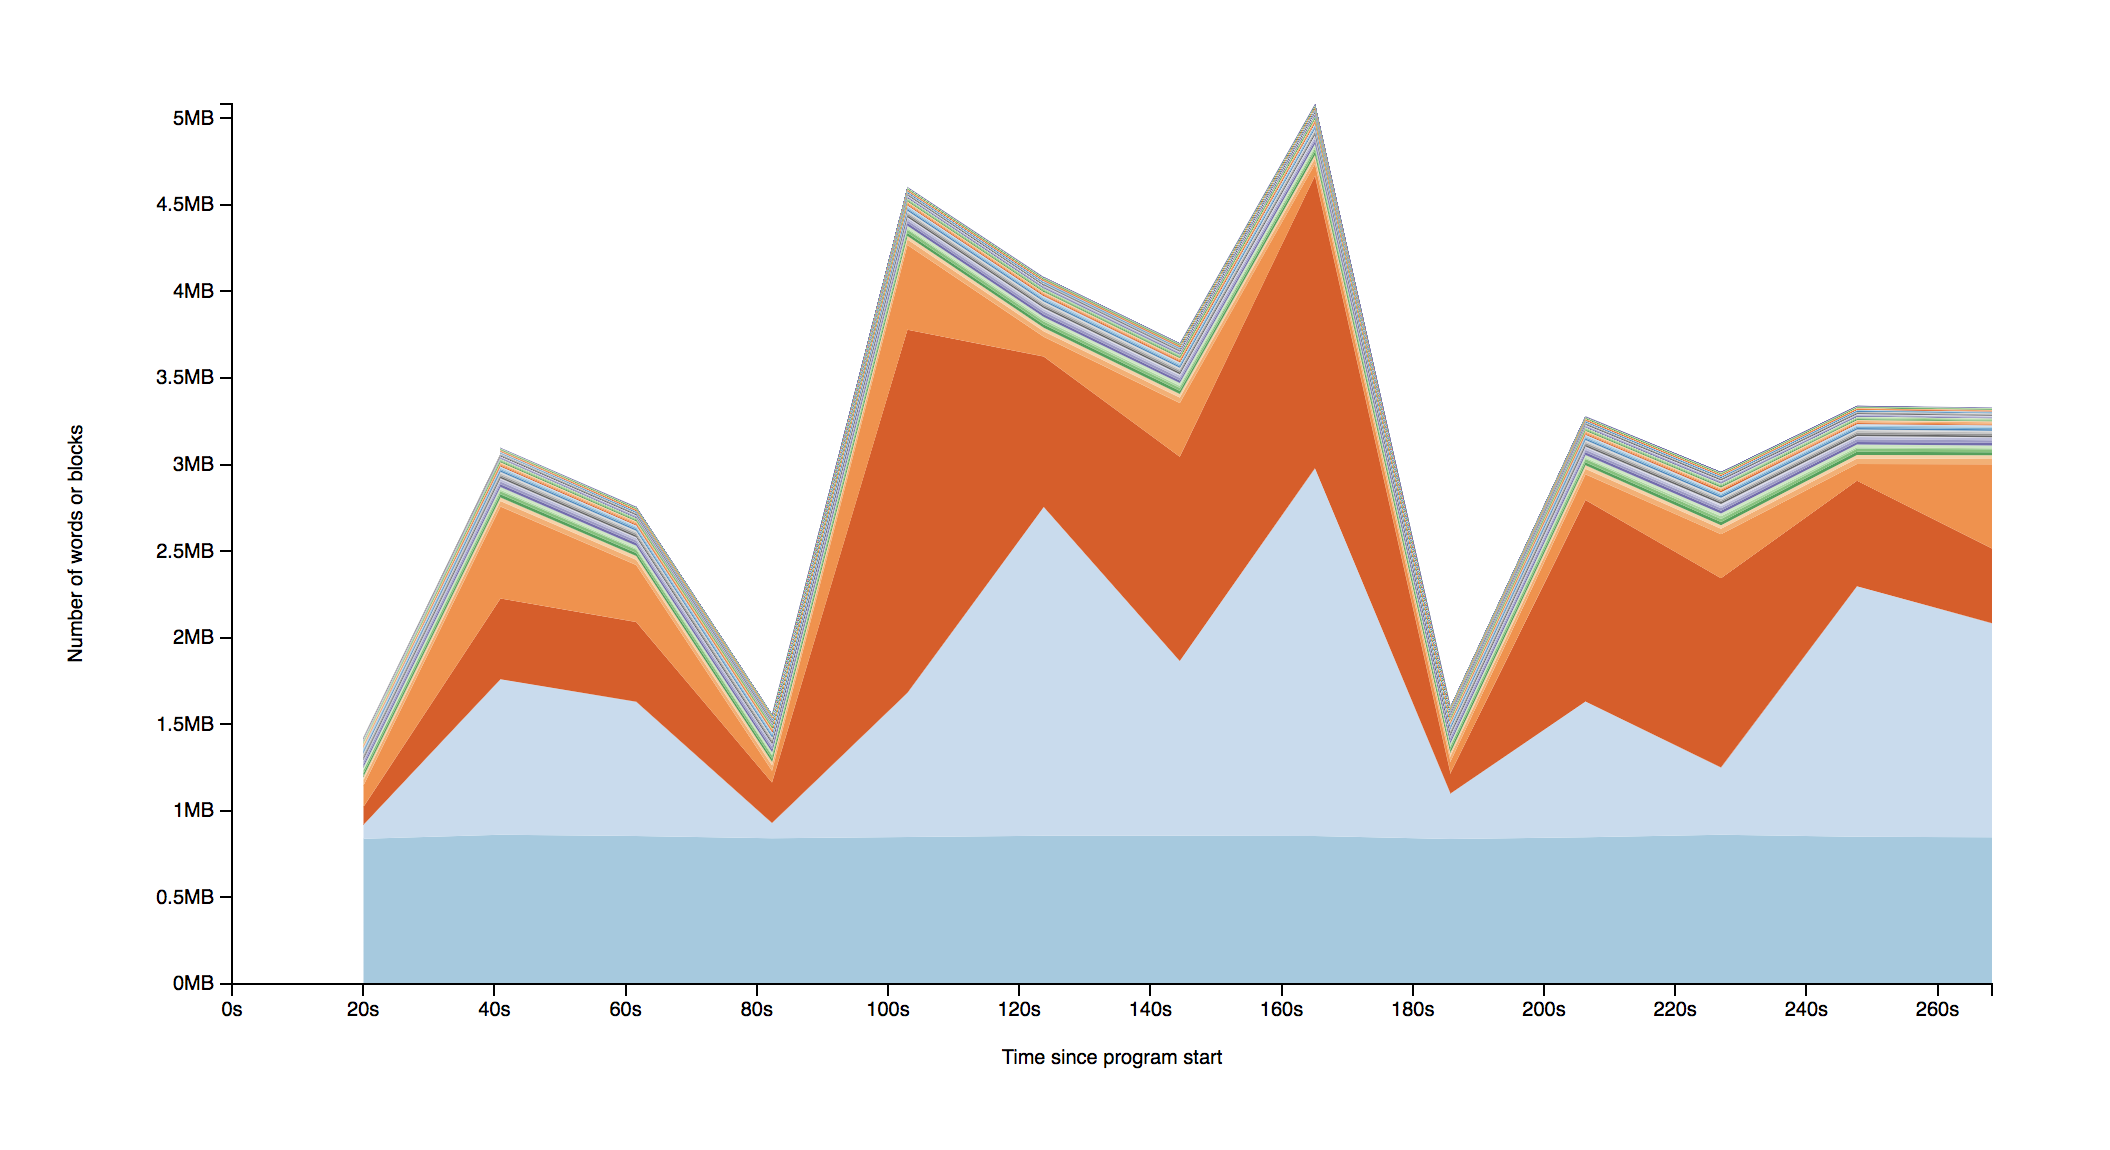 5MB
4.5MB
4MB
3.5MB
3MB
2.5MB
2MB
1.5MB
1MB
0.5MB
0MB
Number of words or blocks
0s 20s 40s 60s 80s 100s 120s 140s 160s 180s 200s 220s 240s 260s
Time since program start